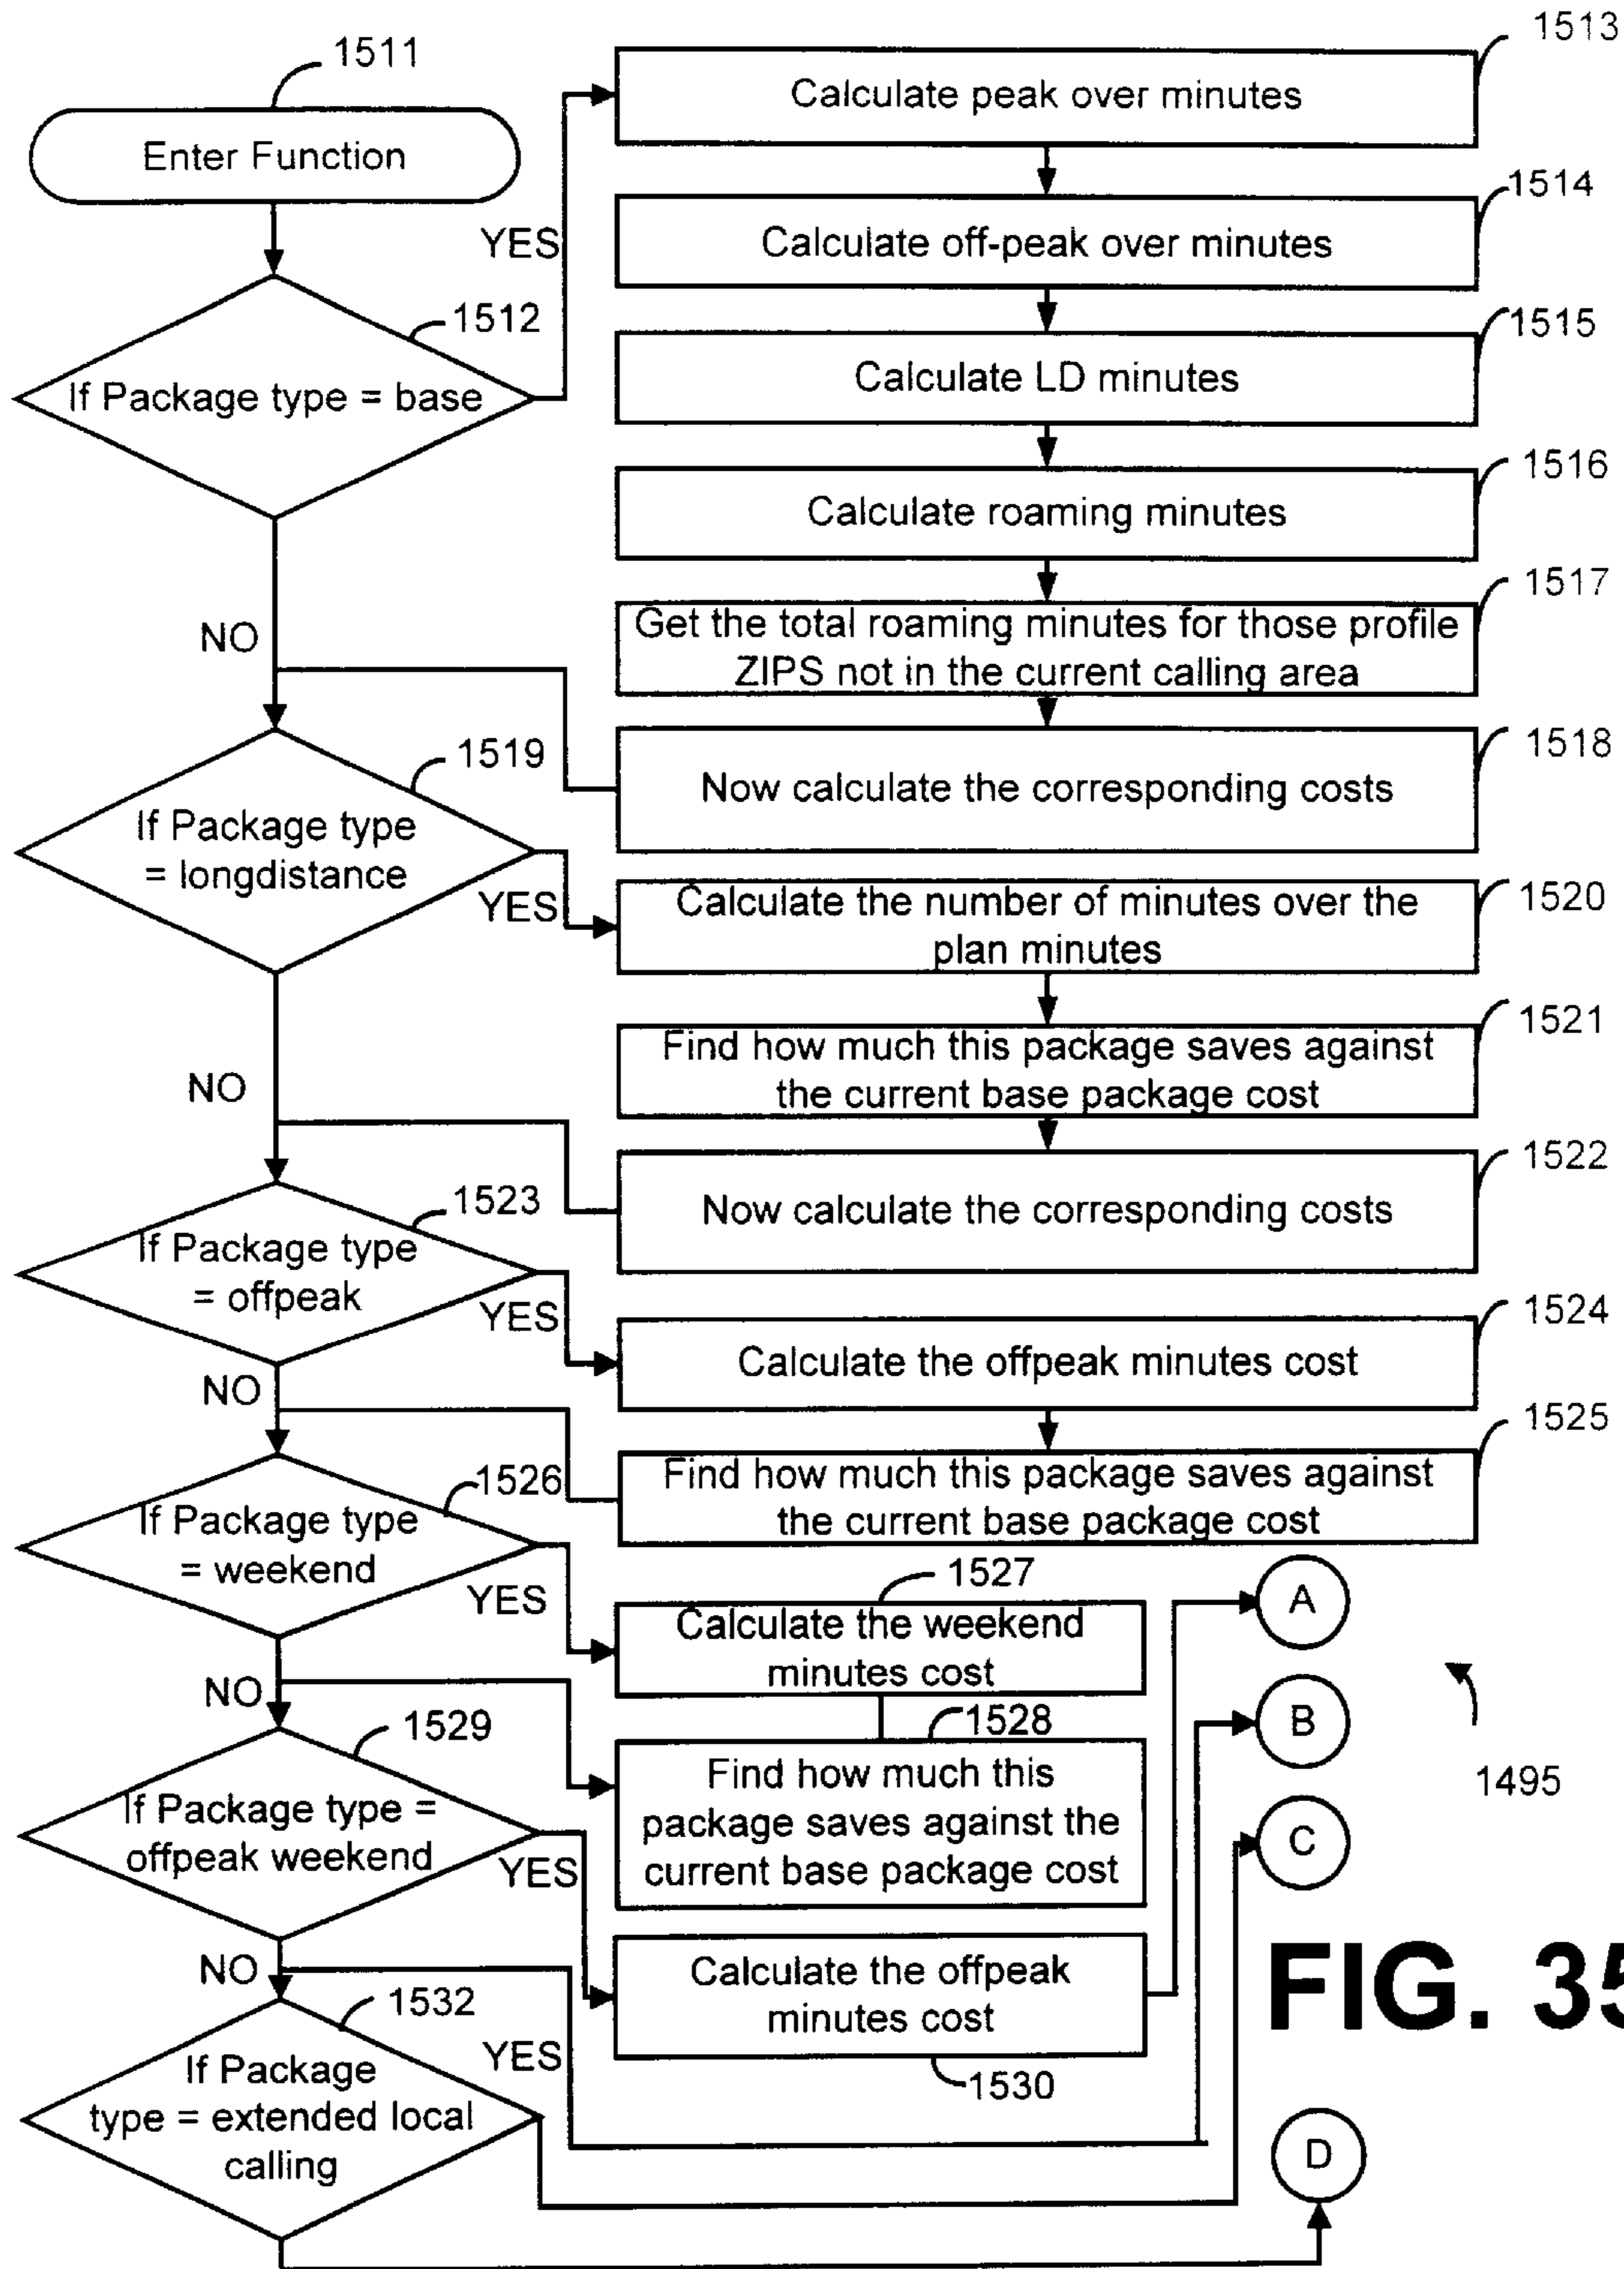 1511
Enter Function
1513
Calculate peak over minutes
1514
Calculate off-peak over minutes
YES
1512
If Package type = base
1515
Calculate LD minutes
1516
Calculate roaming minutes
1517
Get the total roaming minutes for those profile
ZIPS not in the current calling area
NO
1518
Now calculate the corresponding costs
1519
If Package type
= longdistance
YES
1520
Calculate the number of minutes over the
plan minutes
1521
Find how much this package saves against
the current base package cost
NO
1522
Now calculate the corresponding costs
1523
If Package type
= offpeak
YES
1524
Calculate the offpeak minutes cost
NO
1525
Find how much this package saves against
the current base package cost
1526
If Package type
= weekend
YES
1527
Calculate the weekend
minutes cost
A
NO
1528
Find how much this
package saves against the
current base package cost
B
1495
1529
If Package type =
offpeak weekend
YES
C
NO
1530
Calculate the offpeak
minutes cost
FIG. 35
1532
If Package
type = extended local
calling
YES
D